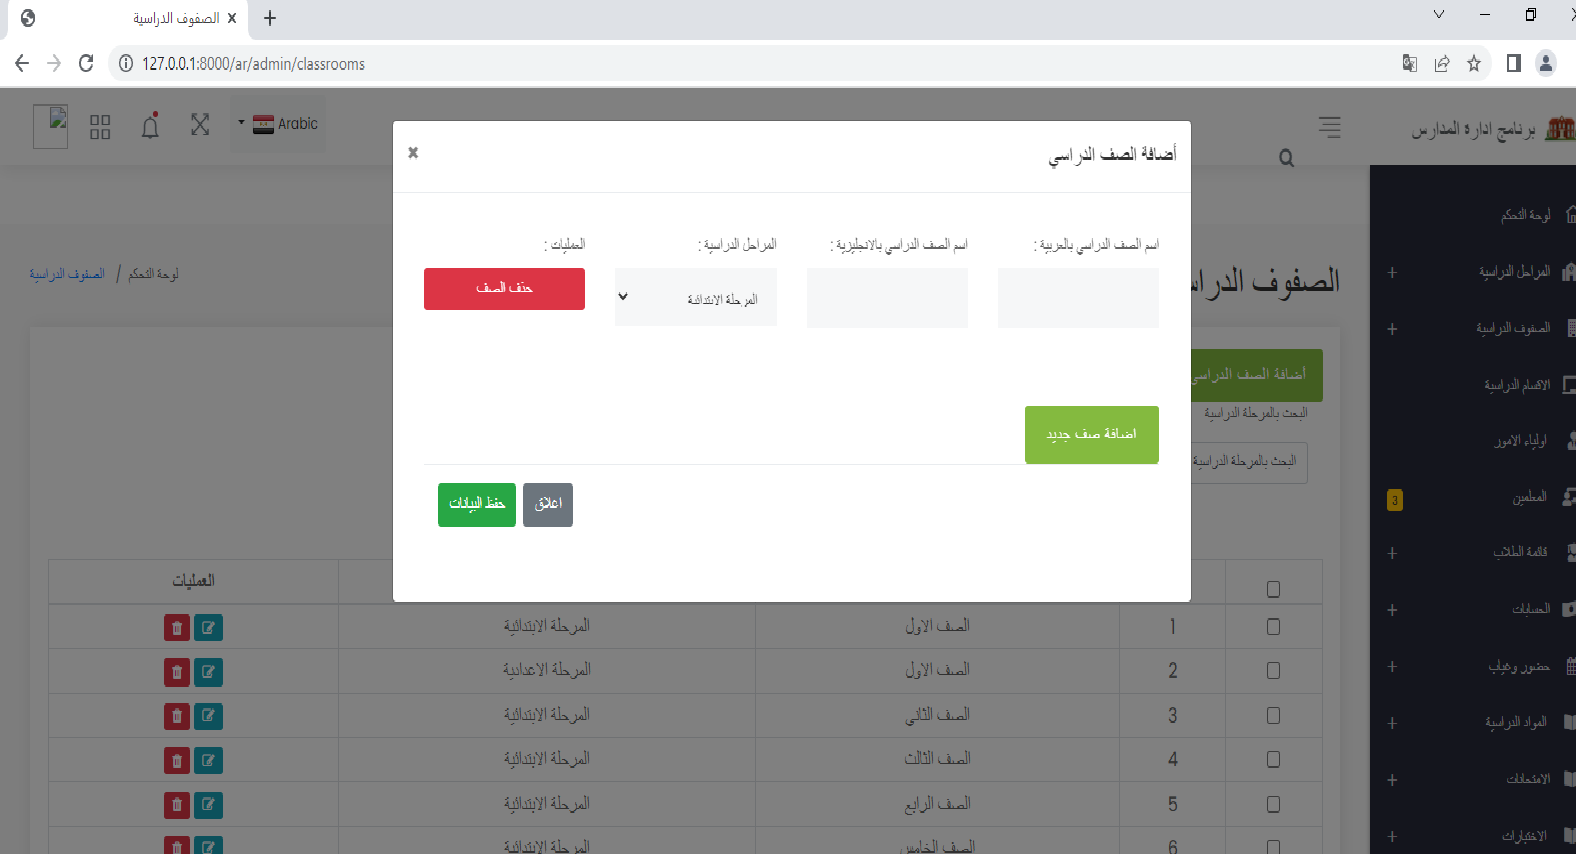 الصفوف الدراسية
127.0.0.1:8000/ar/admin/classrooms
برنامج ادارة المدارس
Arabic
أضافة الصف الدراسي
اسم الصف الدراسي بالعربية :
اسم الصف الدراسي بالانجليزية :
المراحل الدراسية :
العمليات :
المرحلة الابتدائية
حذف الصف
اضافة صف جديد
اغلاق
حفظ البيانات
لوحة التحكم / الصفوف الدراسية
الصفوف الدراس
أضافة الصف الدراسي
البحث بالمرحلة الدراسية
البحث بالمرحلة الدراسية
العمليات
1 الصف الاول المرحلة الابتدائية
2 الصف الاول المرحلة الاعدادية
3 الصف الثاني المرحلة الابتدائية
4 الصف الثالث المرحلة الابتدائية
5 الصف الرابع المرحلة الابتدائية
6 الصف الخامس المرحلة الابتدائية
لوحة التحكم
المراحل الدراسية
الصفوف الدراسية
الاقسام الدراسية
اولياء الامور
المعلمين
3
قائمة الطلاب
الحسابات
حضور وغياب
المواد الدراسية
الامتحانات
الاختبارات